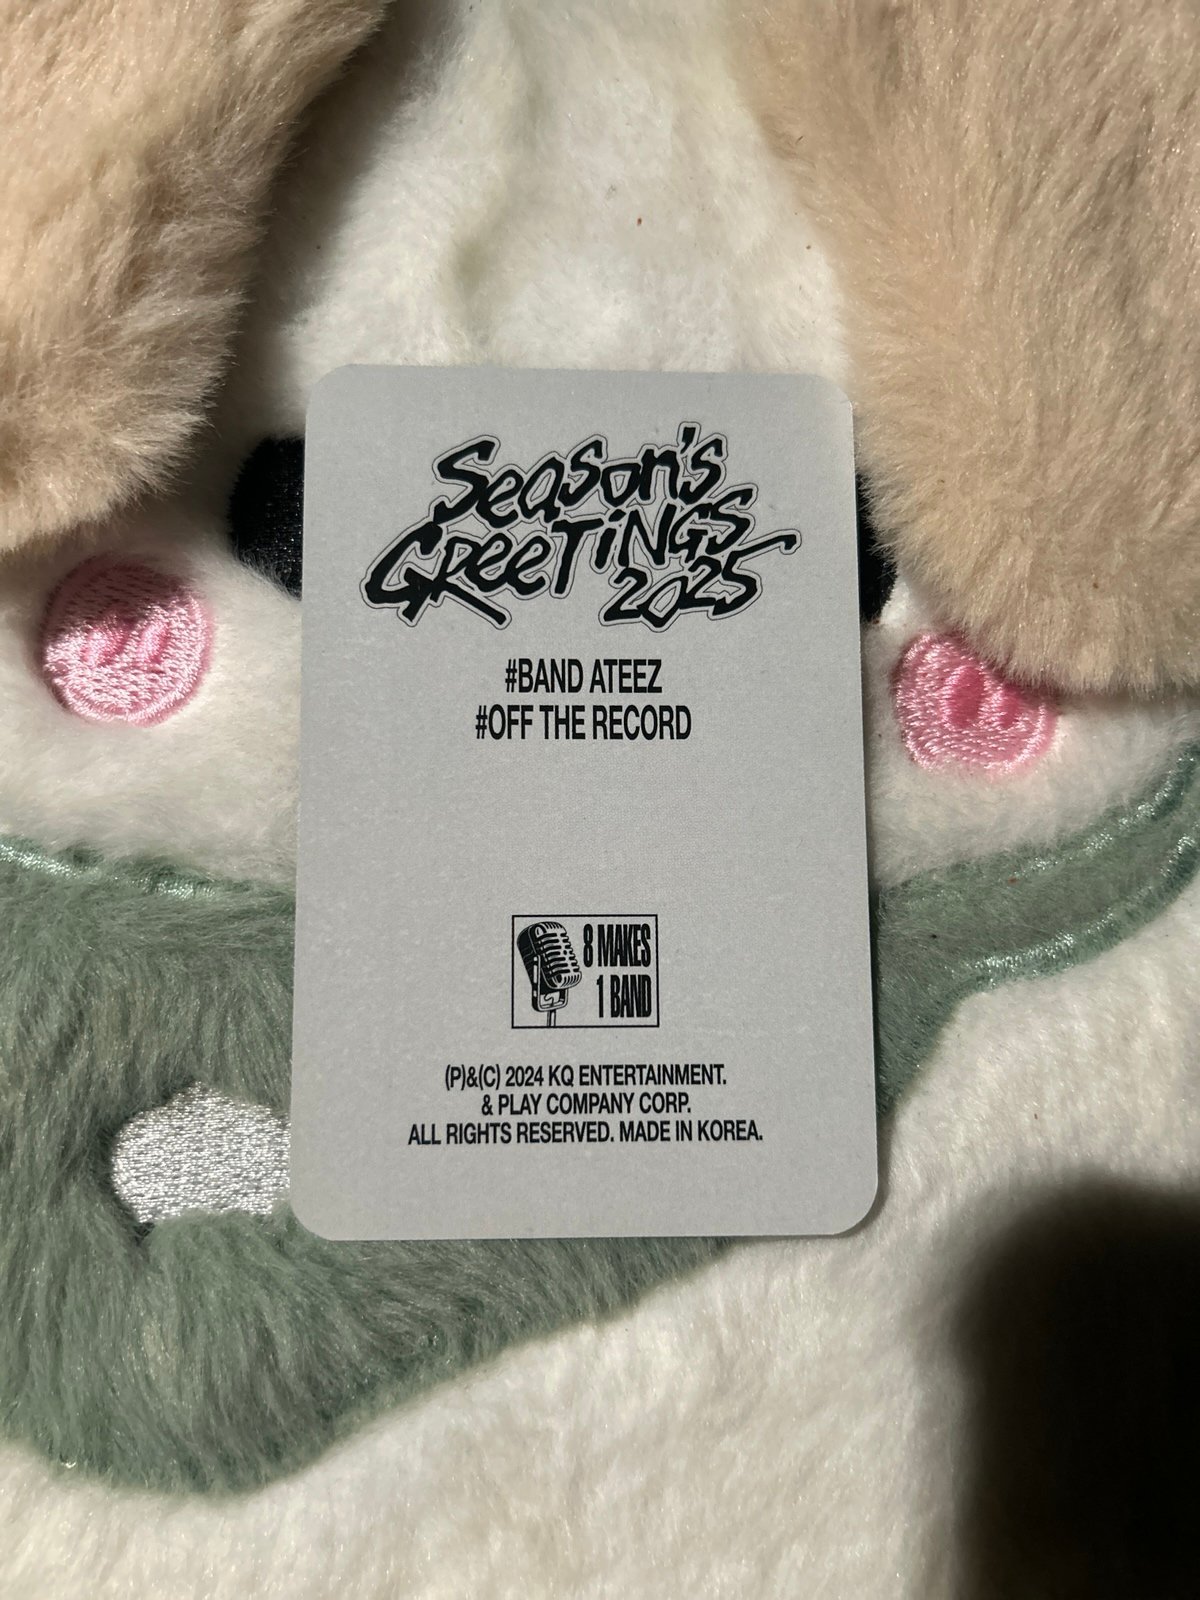 Season's
GREETiNGS
2025
#BAND ATEEZ
#OFF THE RECORD
8 MAKES
1 BAND
(P)&(C) 2024 KQ ENTERTAINMENT.
& PLAY COMPANY CORP.
ALL RIGHTS RESERVED. MADE IN KOREA.